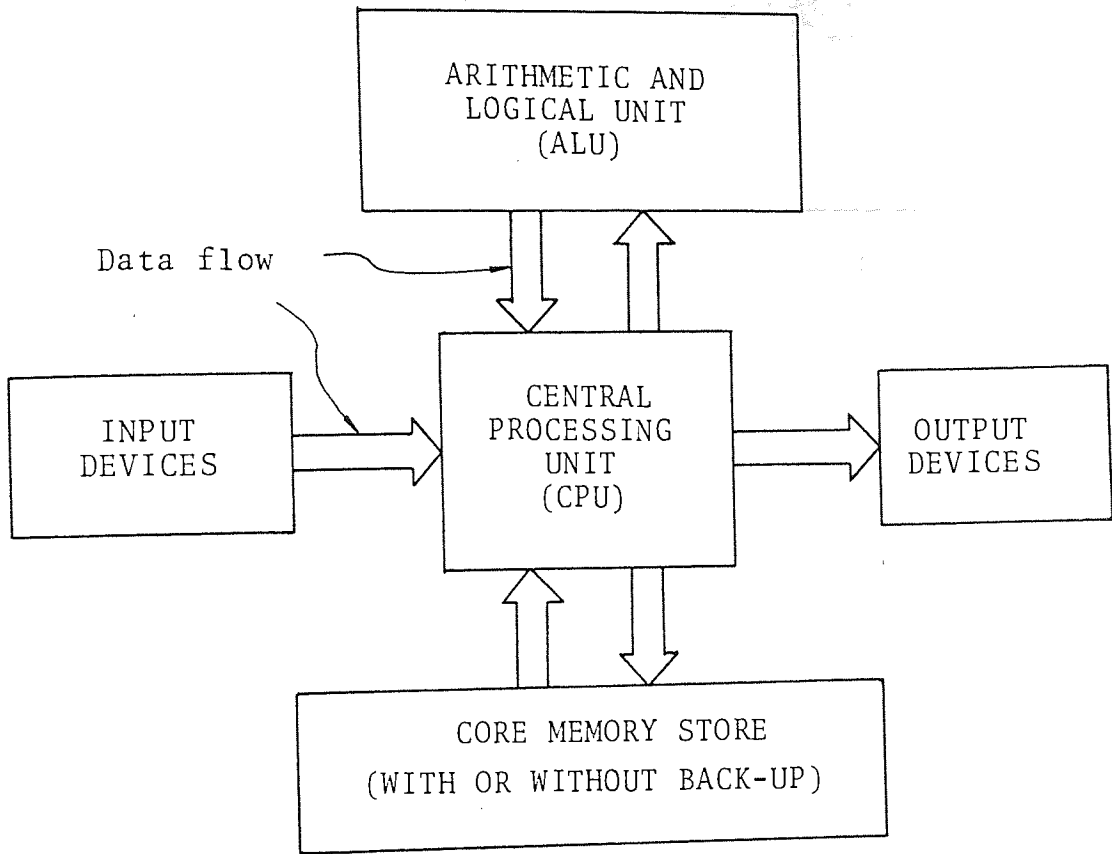 ARITHMETIC AND
LOGICAL UNIT
(ALU)
Data flow
INPUT
DEVICES
CENTRAL
PROCESSING
UNIT
(CPU)
OUTPUT
DEVICES
CORE MEMORY STORE
(WITH OR WITHOUT BACK-UP)